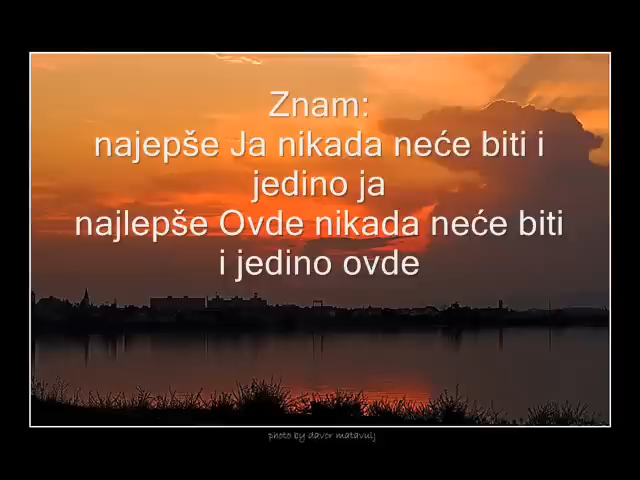 Znam:
najepše Ja nikada neće biti i
jedino ja
najlepše Ovde nikada neće biti
i jedino ovde
photo by davor matavulj